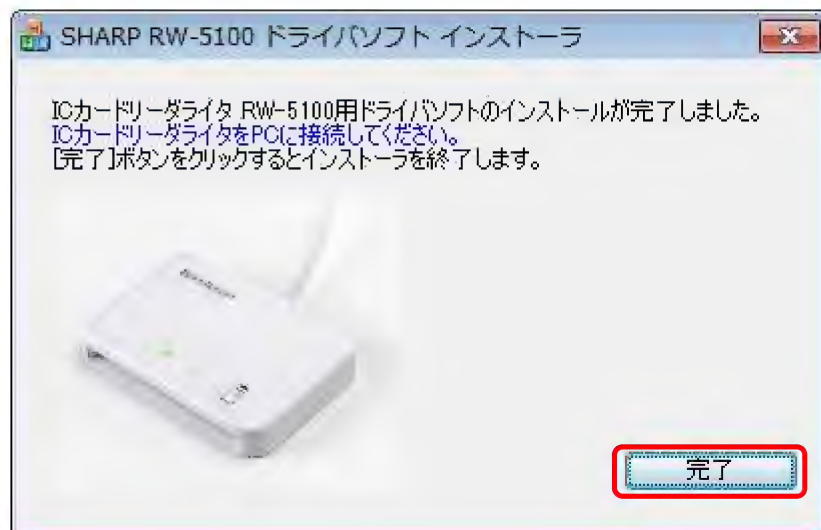 SHARP RW-5100 ドライバソフト インストーラ
ICカードリーダライタ RW-5100用ドライバソフトのインストールが完了しました。
ICカードリーダライタをPCに接続してください。
[完了]ボタンをクリックするとインストーラを終了します。
完了